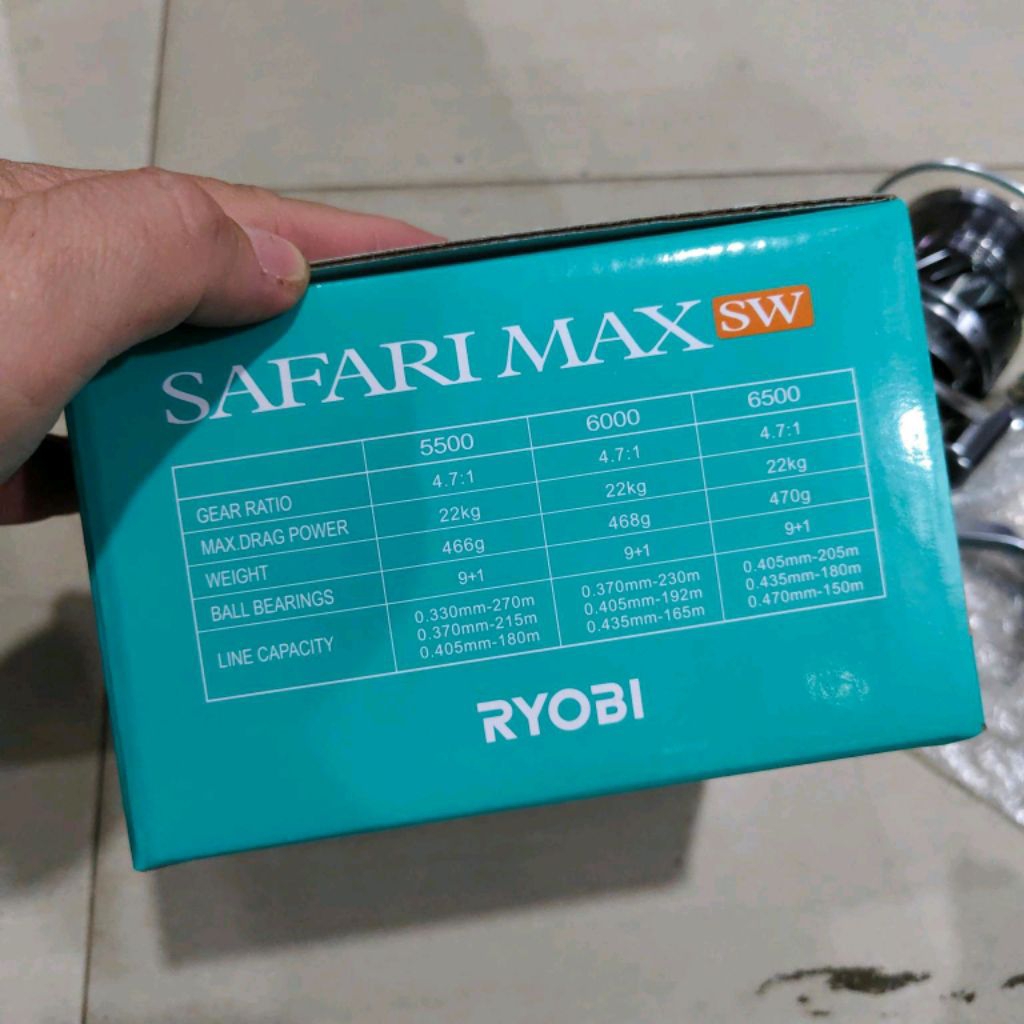 SAFARI MAX SW
5500 6000 6500
GEAR RATIO 4.7:1 4.7:1 4.7:1
MAX.DRAG POWER 22kg 22kg 22kg
WEIGHT 466g 468g 470g
BALL BEARINGS 9+1 9+1 9+1
LINE CAPACITY 0.330mm-270m 0.370mm-230m 0.405mm-205m
0.370mm-215m 0.405mm-192m 0.435mm-180m
0.405mm-180m 0.435mm-165m 0.470mm-150m
RYOBI